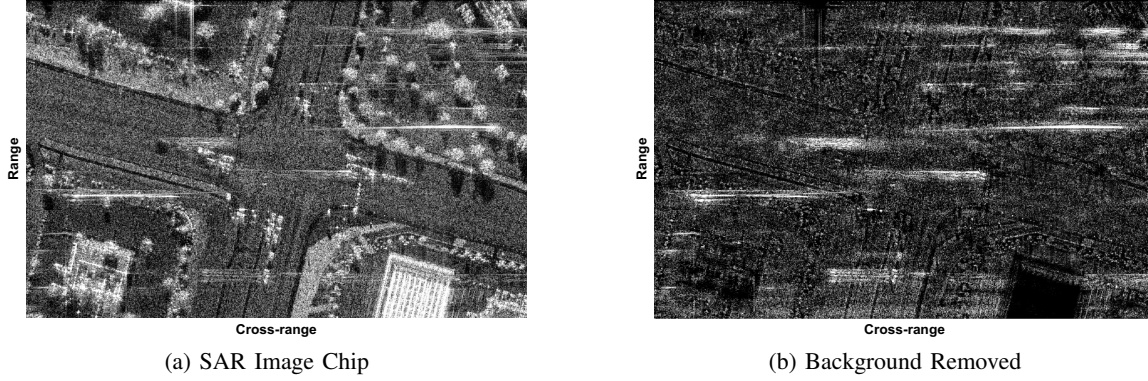 Range
Cross-range
(a) SAR Image Chip
Range
Cross-range
(b) Background Removed